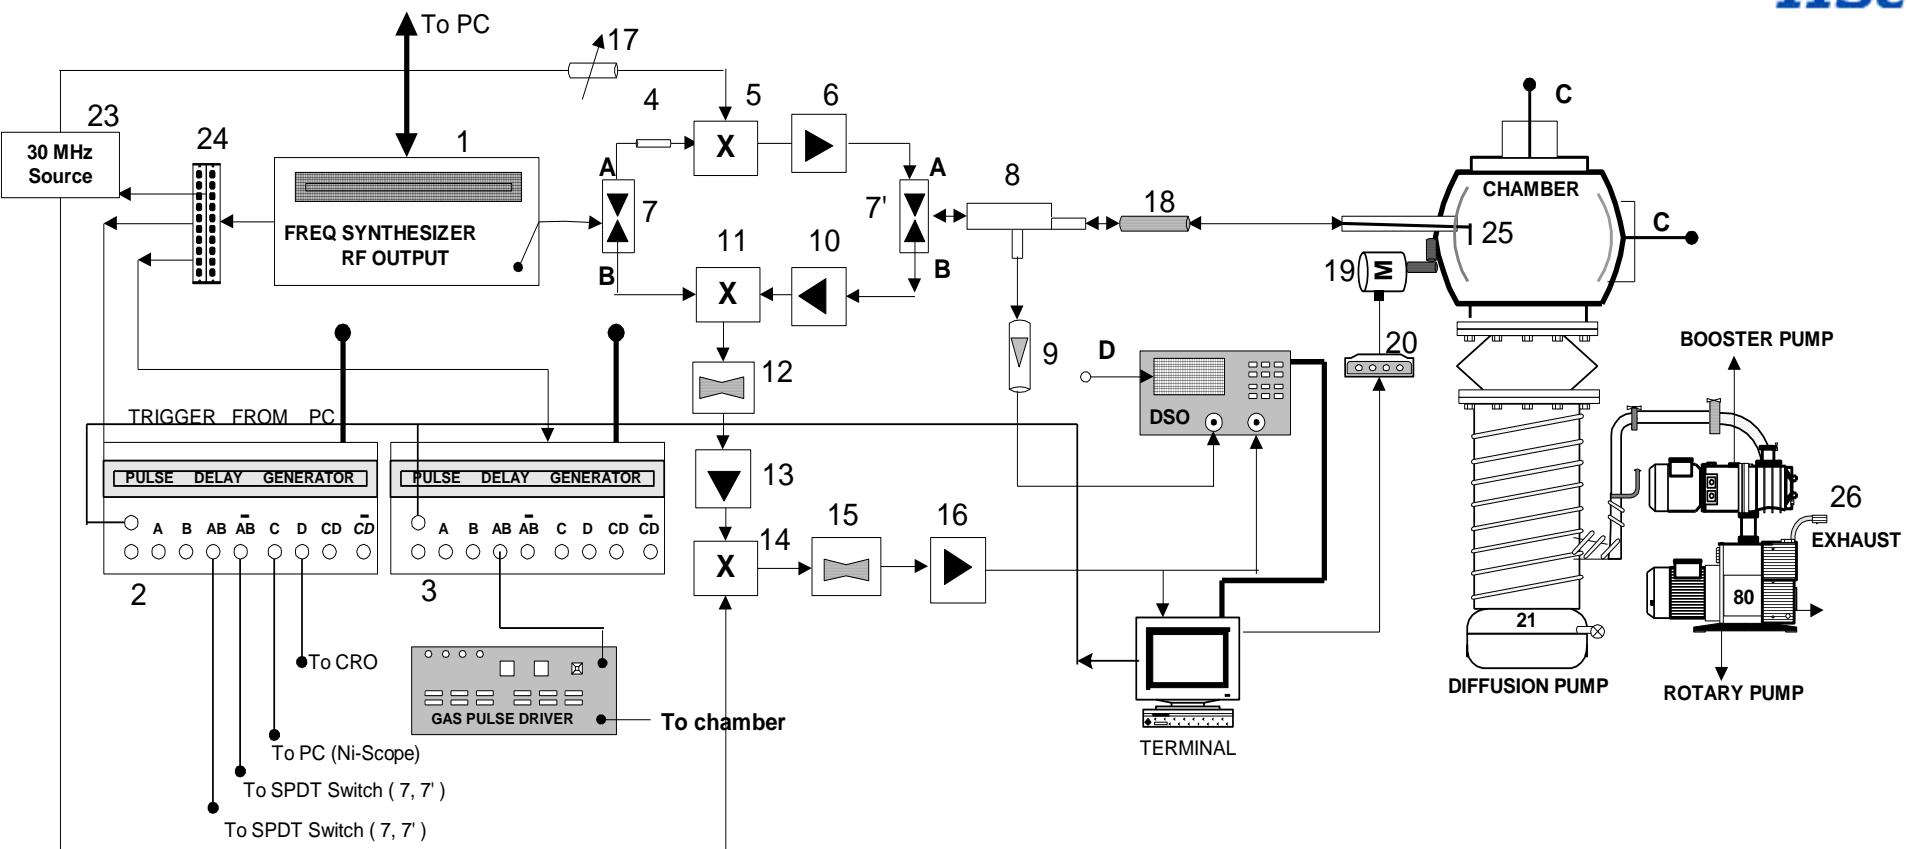 To PC
17
23
24
1
4
5
6
30 MHz
Source
X
A
A
C
8
18
CHAMBER
7
7'
FREQ SYNTHESIZER
RF OUTPUT
C
25
11
10
B
B
19
M
X
12
9
D
20
BOOSTER PUMP
TRIGGER FROM PC
DSO
PULSE DELAY GENERATOR
PULSE DELAY GENERATOR
13
A B AB AB C D CD CD
A B AB AB C D CD CD
15
16
14
26
EXHAUST
X
2
3
80
21
To CRO
DIFFUSION PUMP
ROTARY PUMP
GAS PULSE DRIVER
To chamber
To PC (Ni-Scope)
TERMINAL
To SPDT Switch ( 7, 7' )
To SPDT Switch ( 7, 7' )